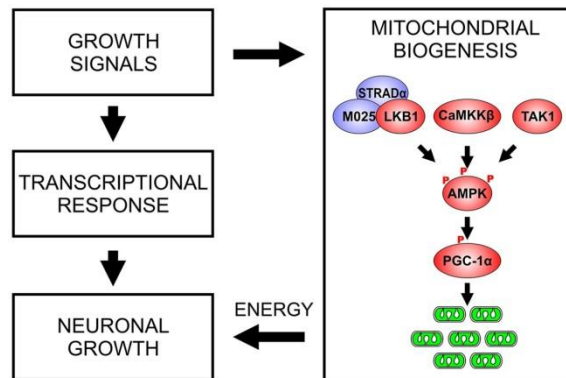 GROWTH
SIGNALS
TRANSCRIPTIONAL
RESPONSE
NEURONAL
GROWTH
ENERGY
MITOCHONDRIAL
BIOGENESIS
STRADα
M025
LKB1
CaMKKβ
TAK1
P
P
P
AMPK
P
PGC-1α